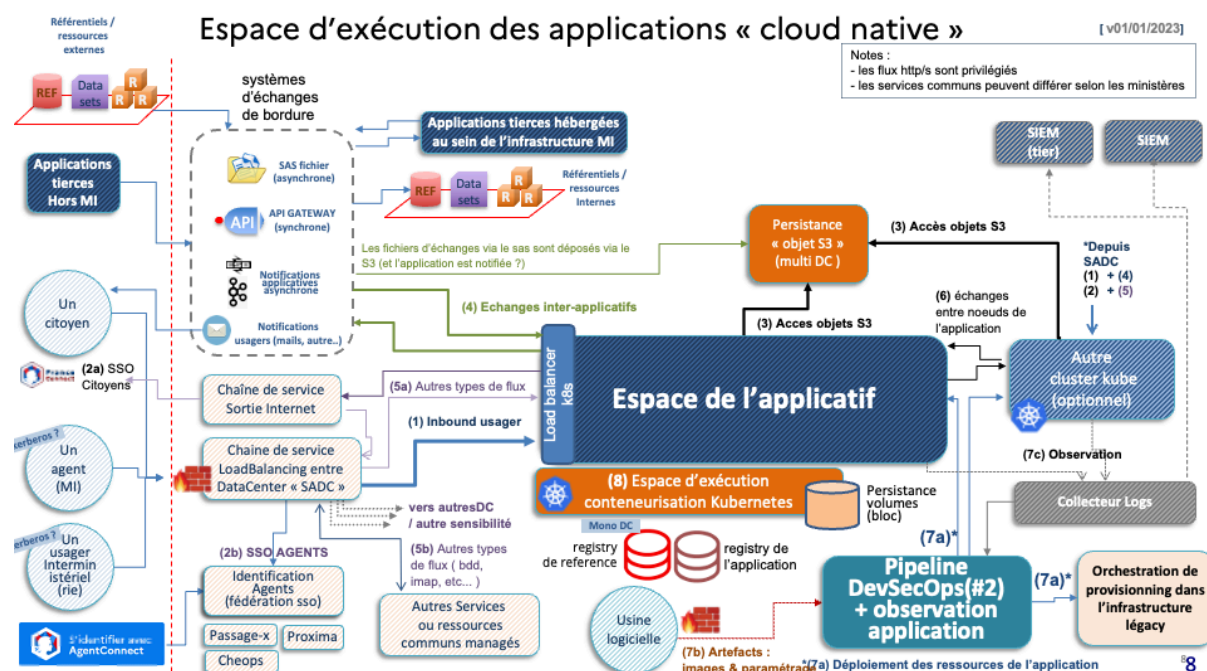 Espace d'exécution des applications « cloud native »
[ v01/01/2023]
Notes :
- les flux http/s sont privilégiés
- les services communs peuvent différer selon les ministères
Référentiels /
ressources
externes
REF
Data
sets
R
R
R
systèmes
d'échanges
de bordure
Applications tierces hébergées
au sein de l'infrastructure MI
SIEM
(tier)
SIEM
Applications
tierces
Hors MI
SAS fichier
(asynchrone)
API
API GATEWAY
(synchrone)
REF
Data
sets
R
R
R
Référentiels /
ressources
Internes
Notifications
applicatives
asynchrone
Notifications
usagers (mails, autre..)
Les fichiers d'échanges via le sas sont déposés via le
S3 (et l'application est notifiée ?)
Persistance
« objet S3 »
(multi DC )
(3) Accès objets S3
*Depuis
SADC
(1) + (4)
(2) + (5)
Un
citoyen
(4) Echanges inter-applicatifs
(3) Acces objets S3
(6) échanges
entre noeuds de
l'application
France
Connect
(2a) SSO
Citoyens
Chaîne de service
Sortie Internet
(5a) Autres types de flux
(1) Inbound usager
Load balancer
k8s
Espace de l'applicatif
Autre
cluster kube
(optionnel)
kerberos ?
Un
agent
(MI)
Chaine de service
LoadBalancing entre
DataCenter « SADC »
(7c) Observation
(8) Espace d'exécution
conteneurisation Kubernetes
Persistance
volumes
(bloc)
Collecteur Logs
vers autresDC
/ autre sensibilité
Mono DC
registry
de reference
registry de
l'application
kerberos ?
Un
usager
Intermin
istériel
(rie)
(2b) SSO AGENTS
(5b) Autres types
de flux ( bdd,
imap, etc... )
(7a)*
Identification
Agents
(fédération sso)
Autres Services
ou ressources
communs managés
Usine
logicielle
Pipeline
DevSecOps(#2)
+ observation
application
(7a)*
Orchestration de
provisionning dans
l'infrastructure
légacy
S'identifier avec
AgentConnect
Passage-x
Proxima
Cheops
(7b) Artefacts :
images & paramétrage
*(7a) Déploiement des ressources de l'application
8
8